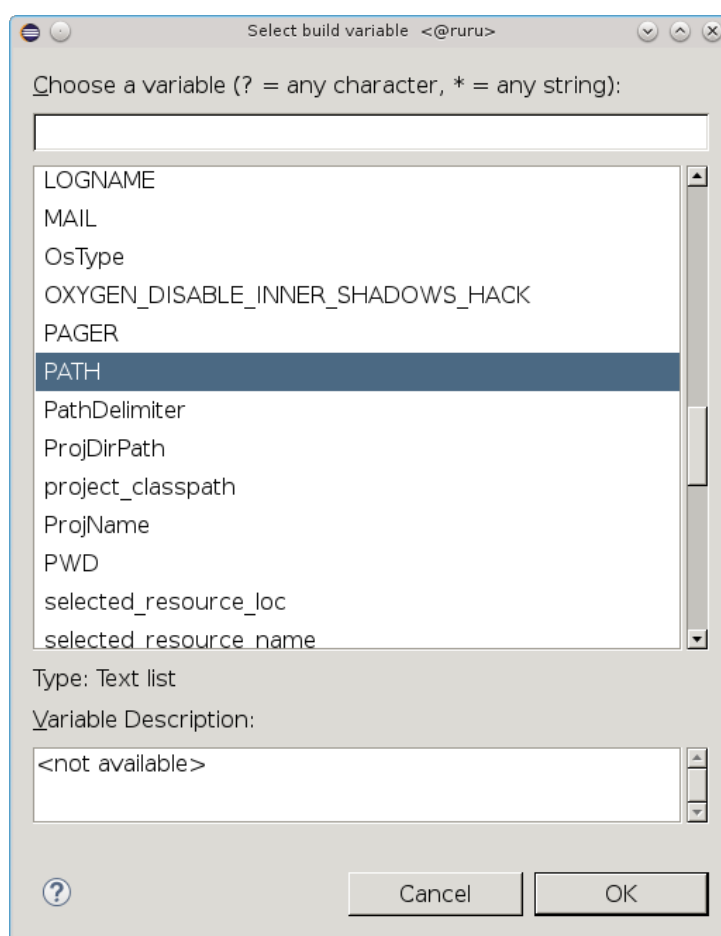 Select build variable <@ruru>
Choose a variable (? = any character, * = any string):
LOGNAME
MAIL
OsType
OXYGEN_DISABLE_INNER_SHADOWS_HACK
PAGER
PATH
PathDelimiter
ProjDirPath
project_classpath
ProjName
PWD
selected_resource_loc
selected_resource_name
Type: Text list
Variable Description:
<not available>
?
Cancel
OK